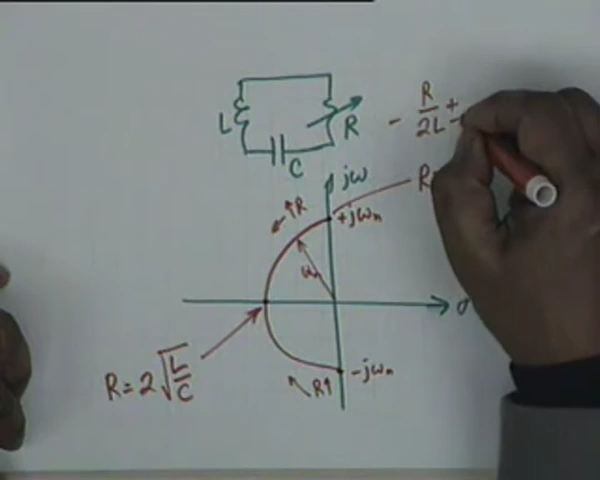 L
R
C
- R/2L ±
jω
R
↑R
+jωn
ωn
σ
R = 2√(L/C)
-jωn
R↑